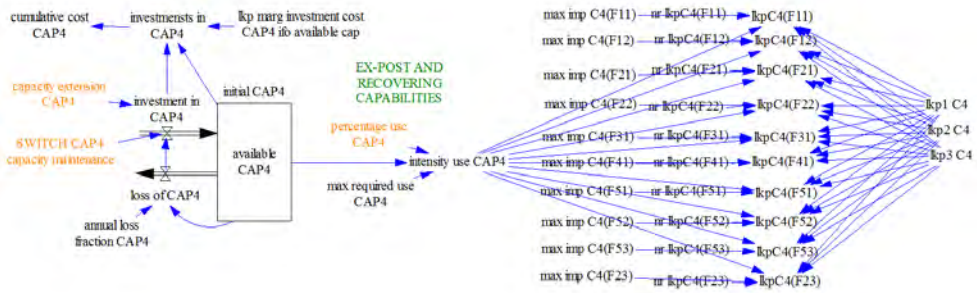 cumulative cost
CAP4
investmensts in
CAP4
lkp marg investment cost
CAP4 ifo available cap
capacity extension
CAP4
investment in
CAP4
initial CAP4
SWITCH CAP4
capacity maintenance
available
CAP4
loss of CAP4
annual loss
fraction CAP4
EX-POST AND
RECOVERING
CAPABILITIES
percentage use
CAP4
intensity use CAP4
max required use
CAP4
max imp C4(F11) nr lkpC4(F11) lkpC4(F11)
max imp C4(F12) nr lkpC4(F12) lkpC4(F12)
max imp C4(F21) nr lkpC4(F21) lkpC4(F21)
max imp C4(F22) nr lkpC4(F22) lkpC4(F22)
max imp C4(F31) nr lkpC4(F31) lkpC4(F31)
max imp C4(F41) nr lkpC4(F41) lkpC4(F41)
max imp C4(F51) nr lkpC4(F51) lkpC4(F51)
max imp C4(F52) nr lkpC4(F52) lkpC4(F52)
max imp C4(F53) nr lkpC4(F53) lkpC4(F53)
max imp C4(F23) nr lkpC4(F23) lkpC4(F23)
lkp1 C4
lkp2 C4
lkp3 C4